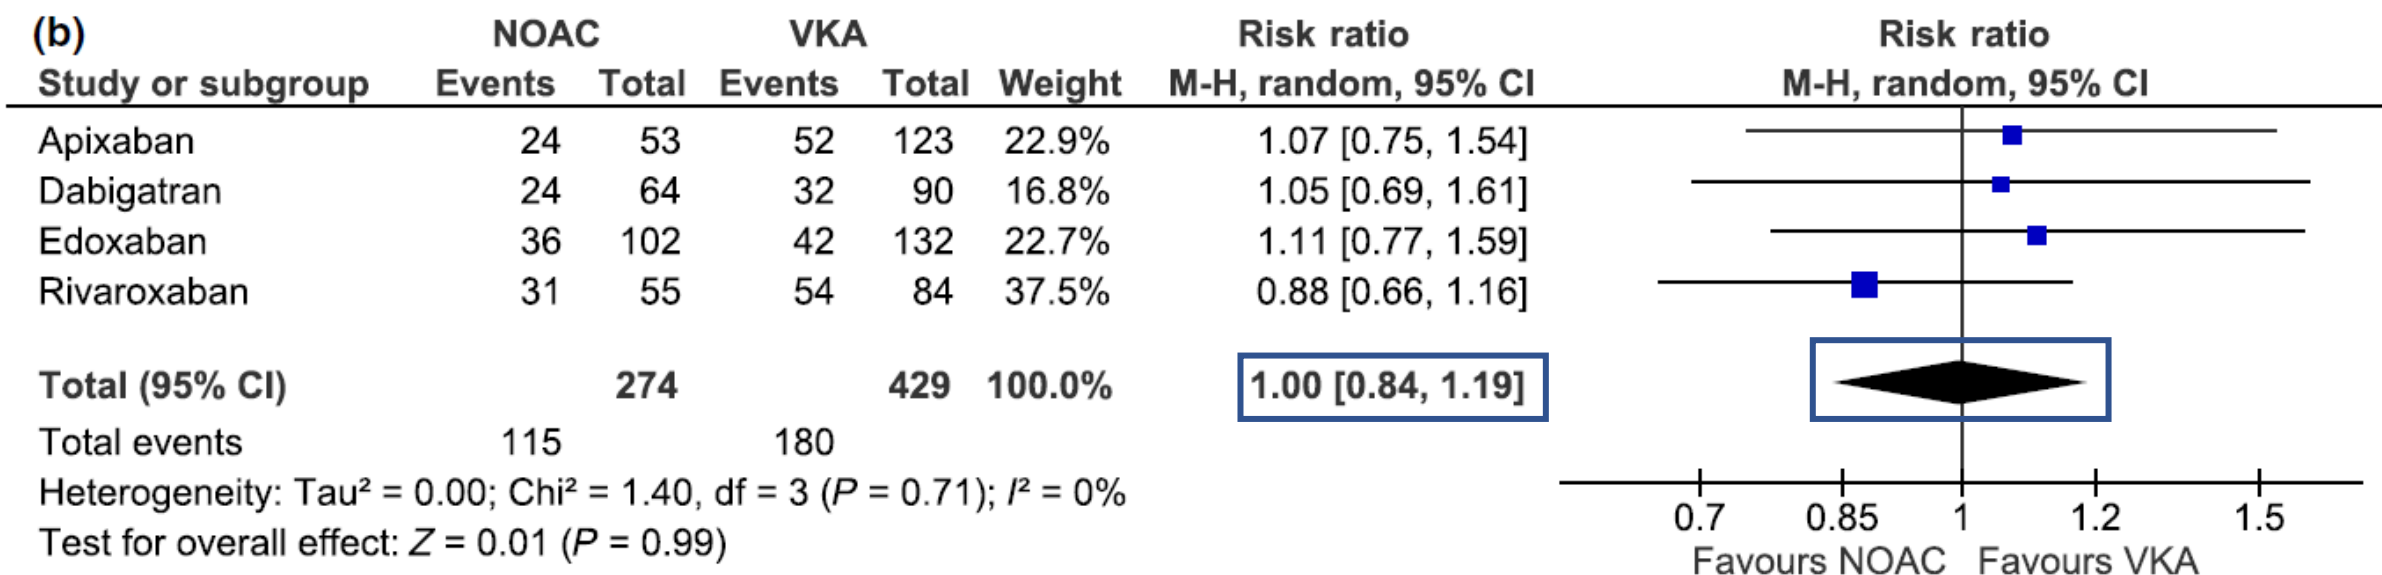 (b) NOAC VKA Risk ratio Risk ratio
Study or subgroup Events Total Events Total Weight M-H, random, 95% CI M-H, random, 95% CI
Apixaban 24 53 52 123 22.9% 1.07 [0.75, 1.54]
Dabigatran 24 64 32 90 16.8% 1.05 [0.69, 1.61]
Edoxaban 36 102 42 132 22.7% 1.11 [0.77, 1.59]
Rivaroxaban 31 55 54 84 37.5% 0.88 [0.66, 1.16]
Total (95% CI) 274 429 100.0% 1.00 [0.84, 1.19]
Total events 115 180
Heterogeneity: Tau² = 0.00; Chi² = 1.40, df = 3 (P = 0.71); I² = 0%
Test for overall effect: Z = 0.01 (P = 0.99)
0.7 0.85 1 1.2 1.5
Favours NOAC Favours VKA